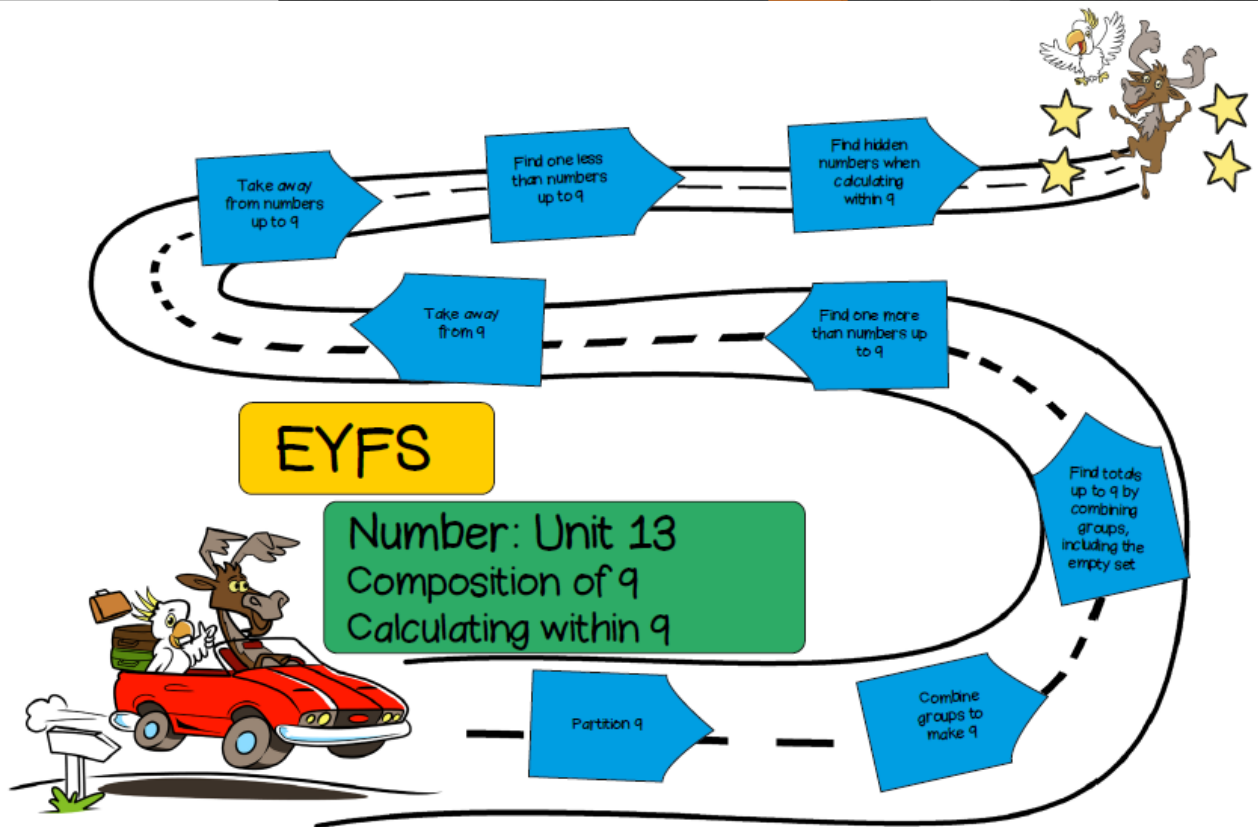 Take away
from numbers
up to 9
Find one less
than numbers
up to 9
Find hidden
numbers when
calculating
within 9
Take away
from 9
Find one more
than numbers up
to 9
EYFS
Number: Unit 13
Composition of 9
Calculating within 9
Find totals
up to 9 by
combining
groups,
including the
empty set
Partition 9
Combine
groups to
make 9